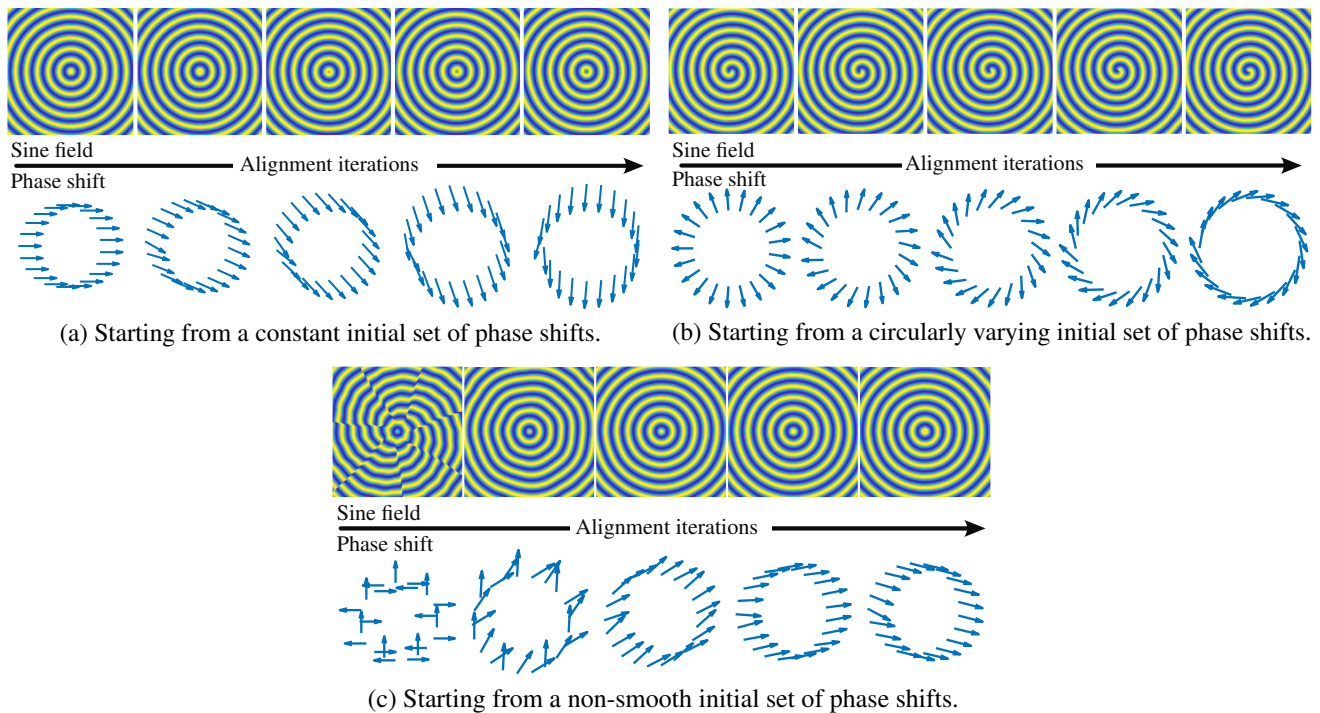 Sine field
Alignment iterations
Phase shift
(a) Starting from a constant initial set of phase shifts.
Sine field
Alignment iterations
Phase shift
(b) Starting from a circularly varying initial set of phase shifts.
Sine field
Alignment iterations
Phase shift
(c) Starting from a non-smooth initial set of phase shifts.